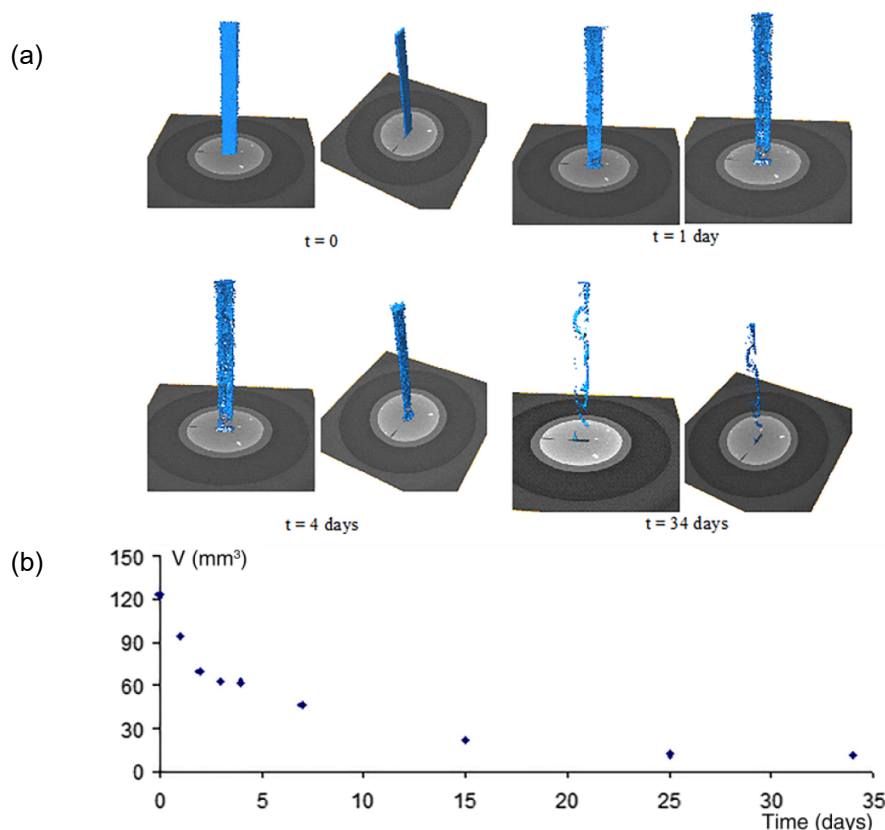 (a)
t = 0
t = 1 day
t = 4 days
t = 34 days
(b)
V (mm³)
150
120
90
60
30
0
0 5 10 15 20 25 30 35
Time (days)